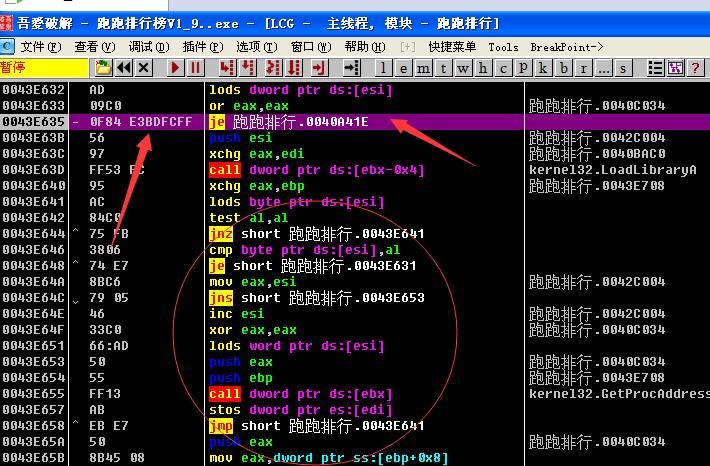 吾爱破解 - 跑跑排行榜V1_9..exe - [LCG - 主线程, 模块 - 跑跑排行]
C 文件(F) 查看(V) 调试(D) 插件(P) 选项(T) 窗口(W) 帮助(H) [+] 快捷菜单 Tools BreakPoint->
暂停 l e m t w h c P k b z r ... s ?
0043E632 AD lods dword ptr ds:[esi]
0043E633 09C0 or eax,eax 跑跑排行.0040C034
0043E635 - 0F84 E3BDFCFF je 跑跑排行.0040A41E
0043E63B 56 push esi 跑跑排行.0042C004
0043E63C 97 xchg eax,edi 跑跑排行.0040BAC0
0043E63D FF53 FC call dword ptr ds:[ebx-0x4] kernel32.LoadLibraryA
0043E640 95 xchg eax,ebp 跑跑排行.0043E708
0043E641 AC lods byte ptr ds:[esi]
0043E642 84C0 test al,al
0043E644 ^ 75 FB jnz short 跑跑排行.0043E641
0043E646 3806 cmp byte ptr ds:[esi],al
0043E648 ^ 74 E7 je short 跑跑排行.0043E631
0043E64A 8BC6 mov eax,esi 跑跑排行.0042C004
0043E64C 79 05 jns short 跑跑排行.0043E653
0043E64E 46 inc esi 跑跑排行.0042C004
0043E64F 33C0 xor eax,eax 跑跑排行.0040C034
0043E651 66:AD lods word ptr ds:[esi]
0043E653 50 push eax 跑跑排行.0040C034
0043E654 55 push ebp 跑跑排行.0043E708
0043E655 FF13 call dword ptr ds:[ebx] kernel32.GetProcAddress
0043E657 AB stos dword ptr es:[edi]
0043E658 ^ EB E7 jmp short 跑跑排行.0043E641
0043E65A 50 push eax 跑跑排行.0040C034
0043E65B 8B45 08 mov eax,dword ptr ss:[ebp+0x8]